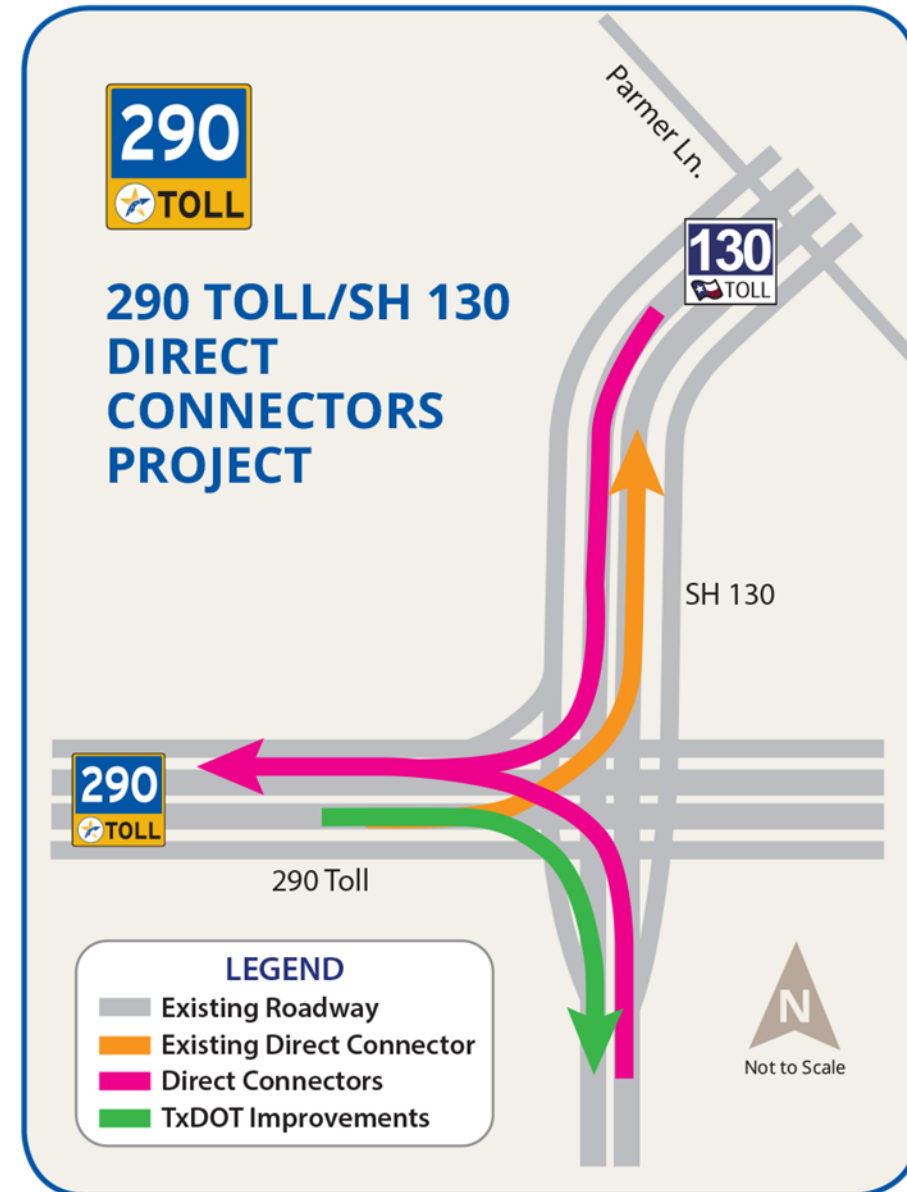 290
TOLL
290 TOLL/SH 130
DIRECT
CONNECTORS
PROJECT
Parmer Ln.
130
TOLL
SH 130
290
TOLL
290 Toll
LEGEND
Existing Roadway
Existing Direct Connector
Direct Connectors
TxDOT Improvements
N
Not to Scale